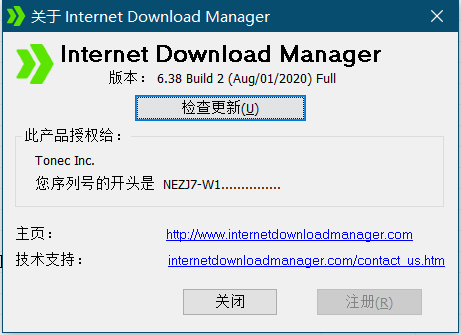 关于 Internet Download Manager
Internet Download Manager
版本： 6.38 Build 2 (Aug/01/2020) Full
检查更新(U)
此产品授权给：
Tonec Inc.
您序列号的开头是 NEZJ7-W1...............
主页： http://www.internetdownloadmanager.com
技术支持： internetdownloadmanager.com/contact_us.htm
关闭 注册(R)